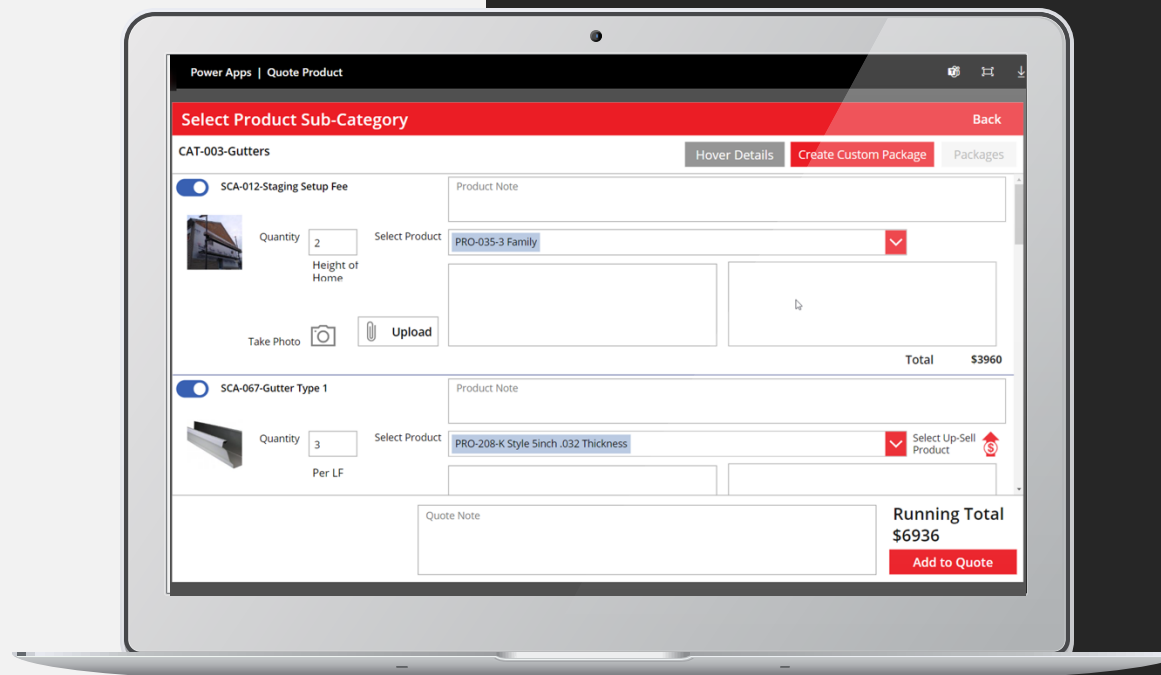 Power Apps | Quote Product
Select Product Sub-Category
Back
CAT-003-Gutters
Hover Details
Create Custom Package
Packages
SCA-012-Staging Setup Fee
Product Note
Quantity
2
Select Product
PRO-035-3 Family
Height of
Home
Take Photo
Upload
Total
$3960
SCA-067-Gutter Type 1
Product Note
Quantity
3
Select Product
PRO-208-K Style 5inch .032 Thickness
Select Up-Sell
Product
$
Per LF
Quote Note
Running Total
$6936
Add to Quote